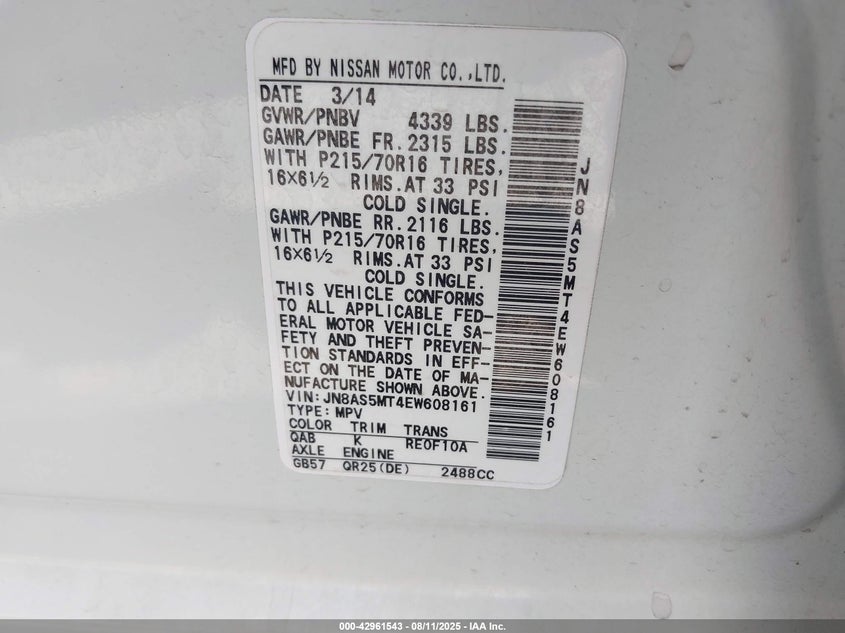 MFD BY NISSAN MOTOR CO.,LTD.
DATE 3/14
GVWR/PNBV 4339 LBS.
GAWR/PNBE FR. 2315 LBS.
WITH P215/70R16 TIRES,
16X6½ RIMS. AT 33 PSI
COLD SINGLE.
GAWR/PNBE RR. 2116 LBS.
WITH P215/70R16 TIRES,
16X6½ RIMS. AT 33 PSI
COLD SINGLE.
THIS VEHICLE CONFORMS
TO ALL APPLICABLE FED-
ERAL MOTOR VEHICLE SA-
FETY AND THEFT PREVEN-
TION STANDARDS IN EFF-
ECT ON THE DATE OF MA-
NUFACTURE SHOWN ABOVE.
VIN: JN8AS5MT4EW608161
TYPE: MPV
COLOR TRIM TRANS
QAB K RE0F10A
AXLE ENGINE
GB57 QR25(DE) 2488CC
JN8AS5MT4EW608161
000-42961543 - 08/11/2025 - IAA Inc.